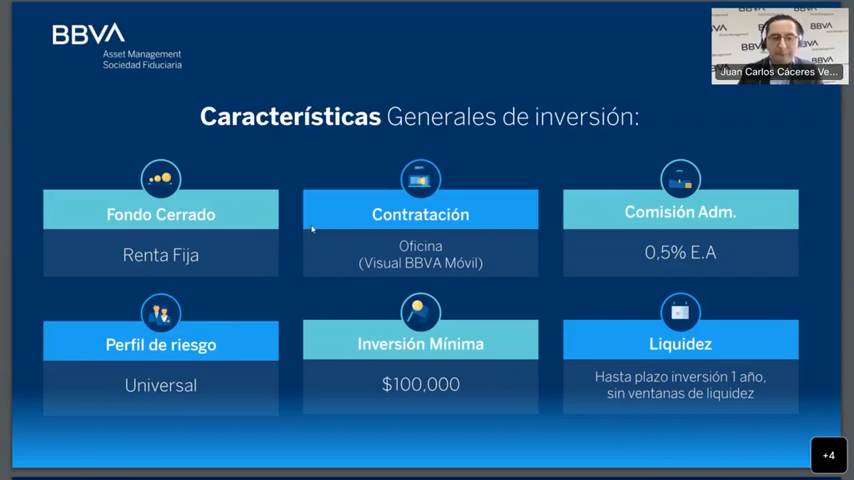 BBVA
Asset Management
Sociedad Fiduciaria
Juan Carlos Cáceres Ve...
Características Generales de inversión:
Fondo Cerrado
Renta Fija
Contratación
Oficina
(Visual BBVA Móvil)
Comisión Adm.
0,5% E.A
Perfil de riesgo
Universal
Inversión Mínima
$100,000
Liquidez
Hasta plazo inversión 1 año,
sin ventanas de liquidez
+4